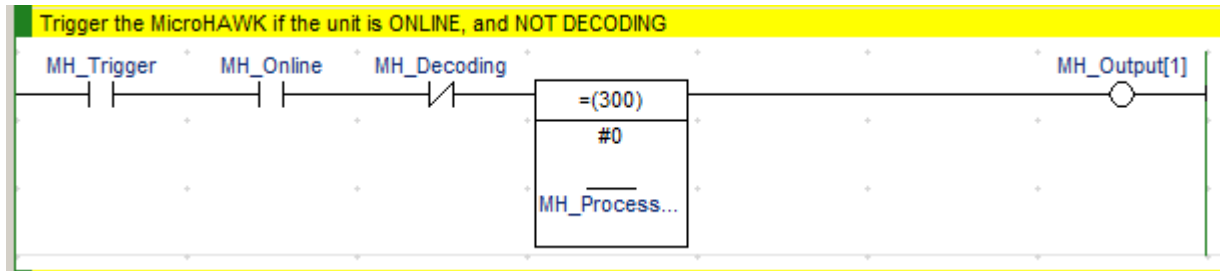 Trigger the MicroHAWK if the unit is ONLINE, and NOT DECODING
MH_Trigger MH_Online MH_Decoding MH_Output[1]
=(300)
#0
MH_Process...